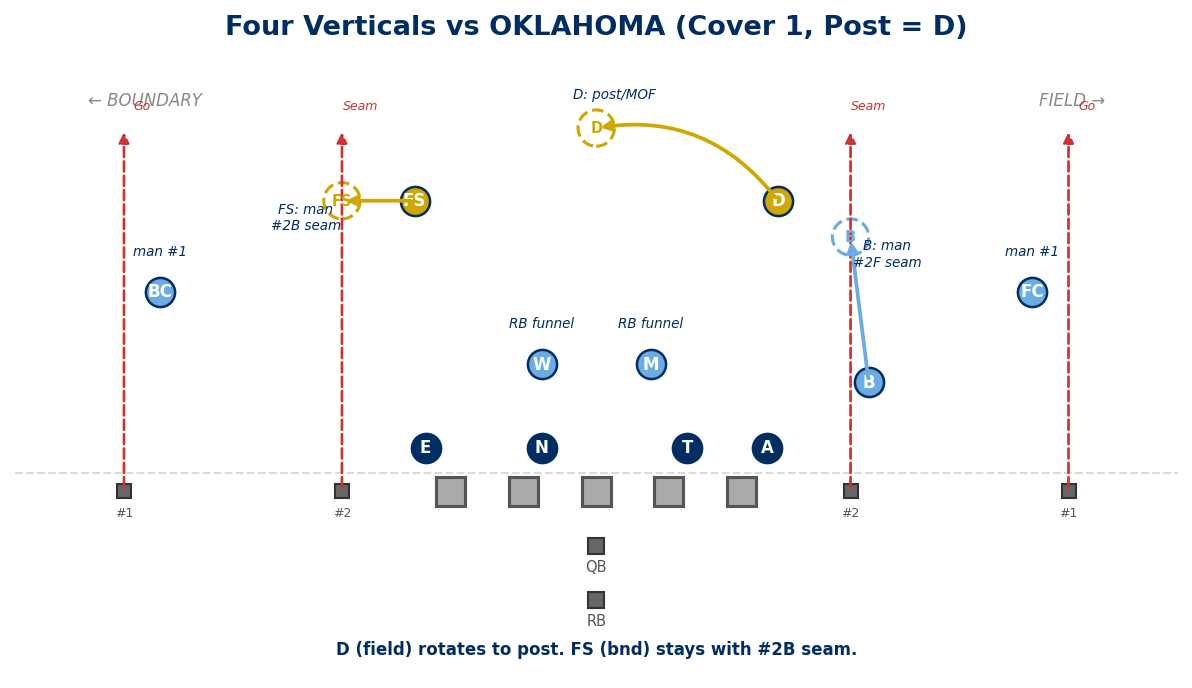 Four Verticals vs OKLAHOMA (Cover 1, Post = D)
← BOUNDARY
FIELD →
Go
Seam
D: post/MOF
Seam
Go
D
FS
FS
D
FS: man
#2B seam
B
B: man
#2F seam
man #1
man #1
BC
FC
RB funnel
RB funnel
W
M
B
E
N
T
A
#1
#2
#2
#1
QB
RB
D (field) rotates to post. FS (bnd) stays with #2B seam.